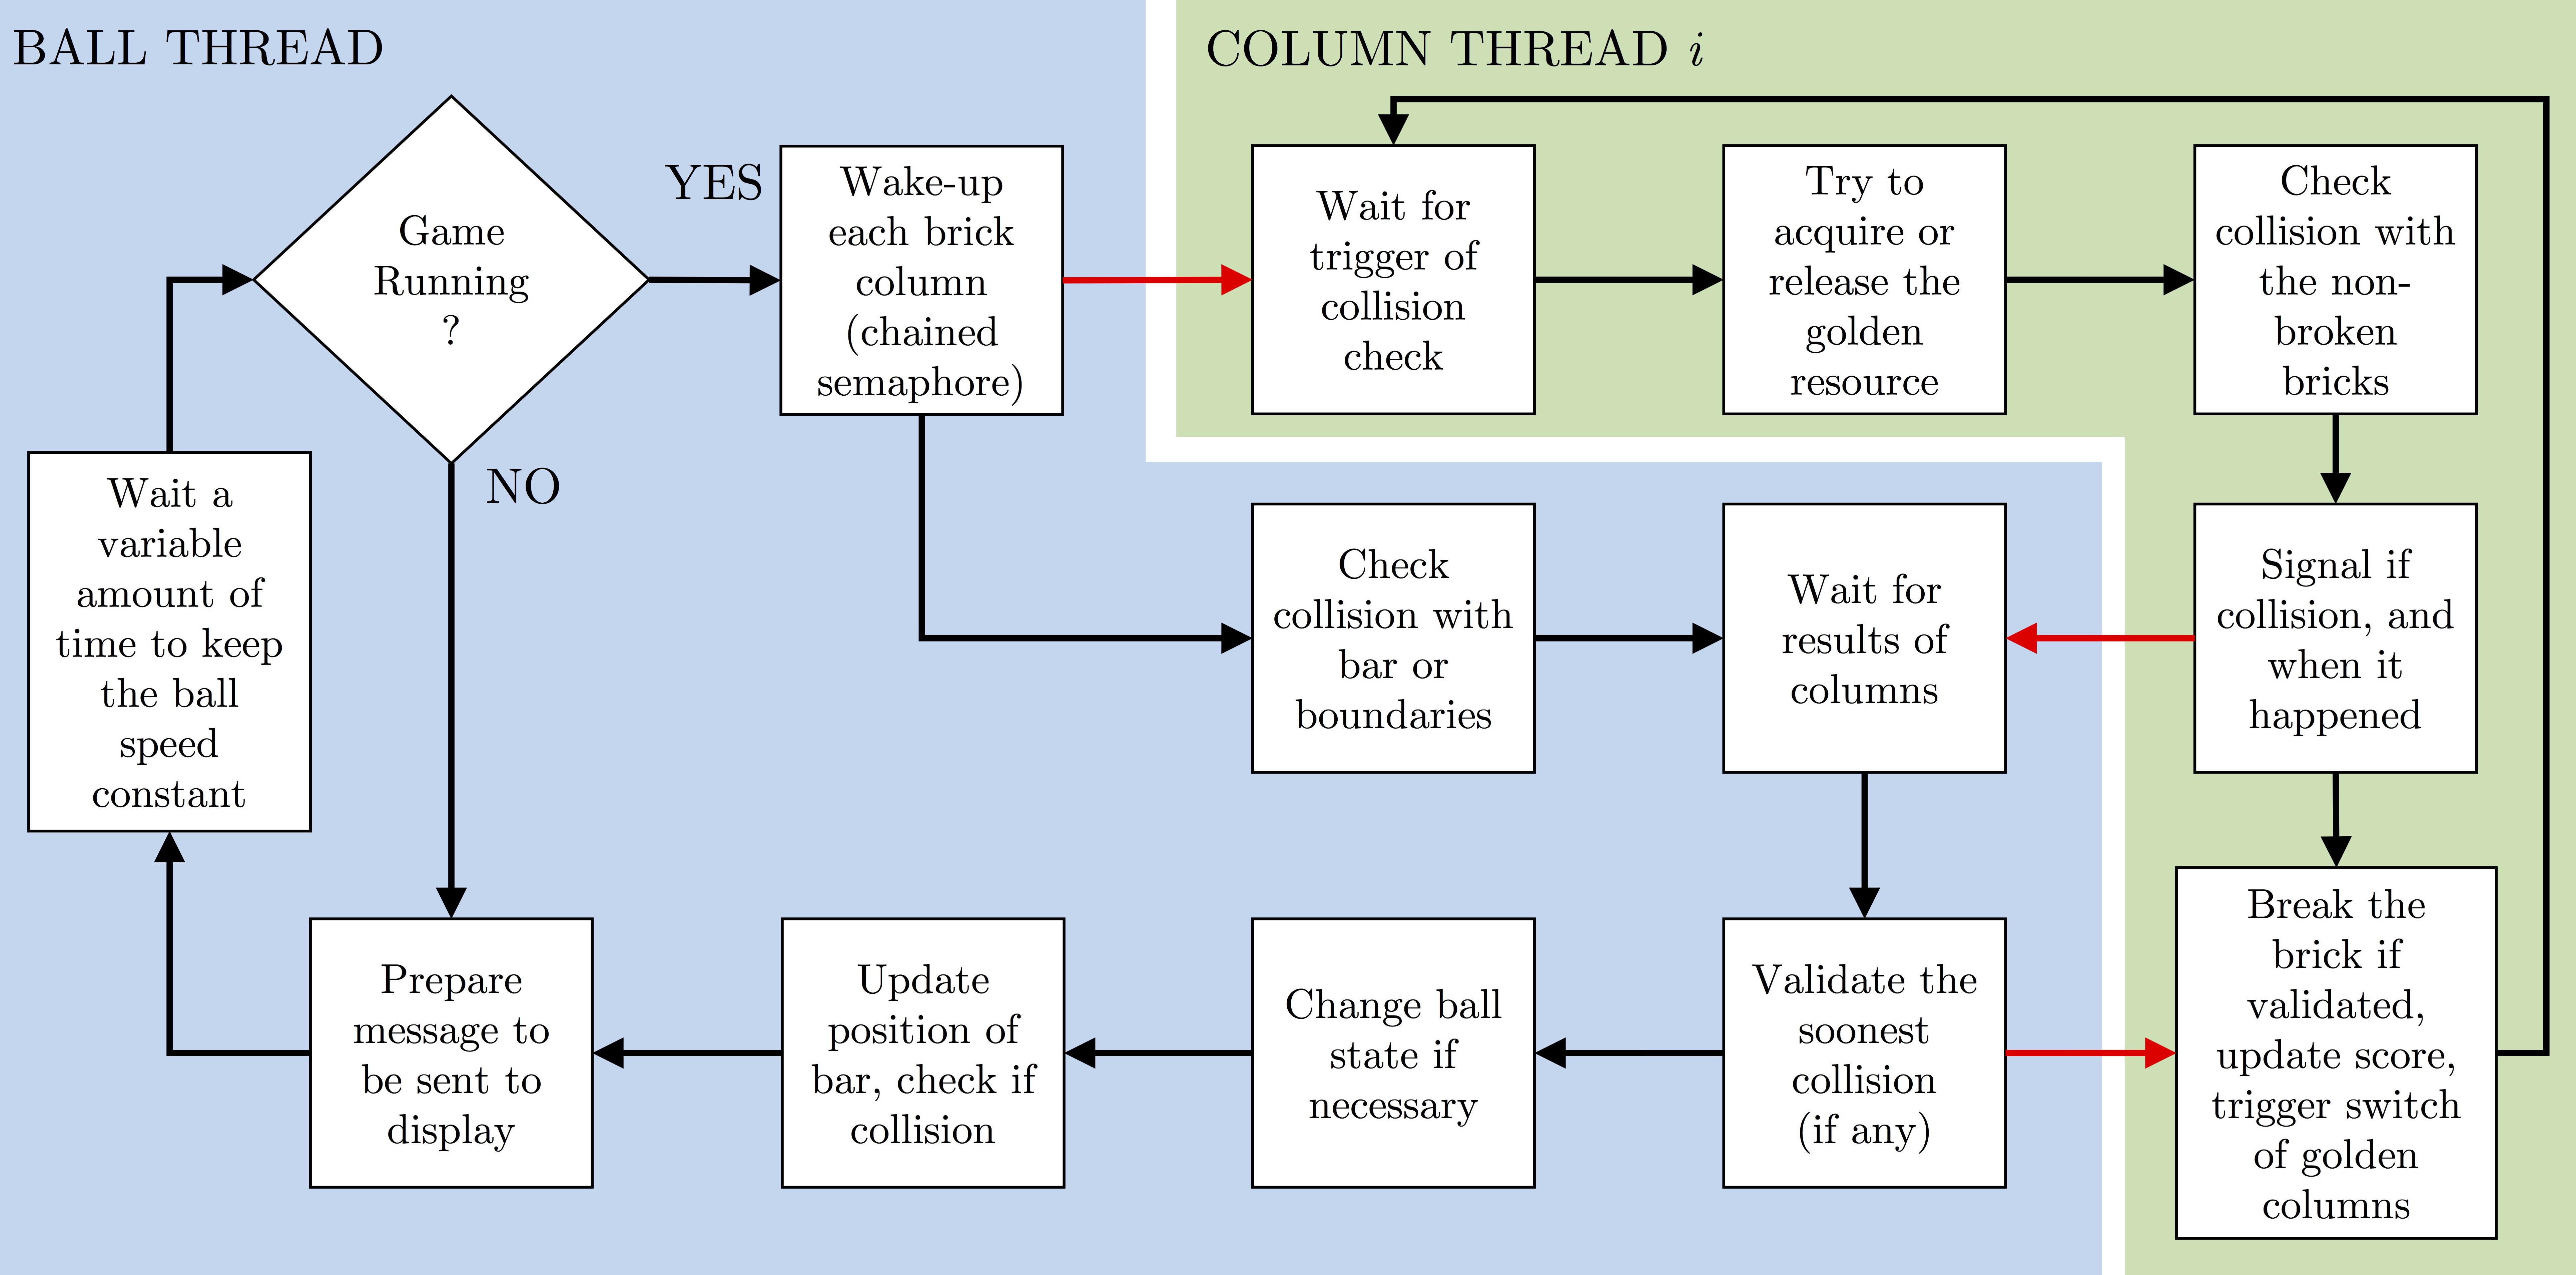 BALL THREAD
COLUMN THREAD i
Game
Running
?
YES
NO
Wake-up
each brick
column
(chained
semaphore)
Wait for
trigger of
collision
check
Try to
acquire or
release the
golden
resource
Check
collision with
the non-
broken
bricks
Wait a
variable
amount of
time to keep
the ball
speed
constant
Check
collision with
bar or
boundaries
Wait for
results of
columns
Signal if
collision, and
when it
happened
Prepare
message to
be sent to
display
Update
position of
bar, check if
collision
Change ball
state if
necessary
Validate the
soonest
collision
(if any)
Break the
brick if
validated,
update score,
trigger switch
of golden
columns